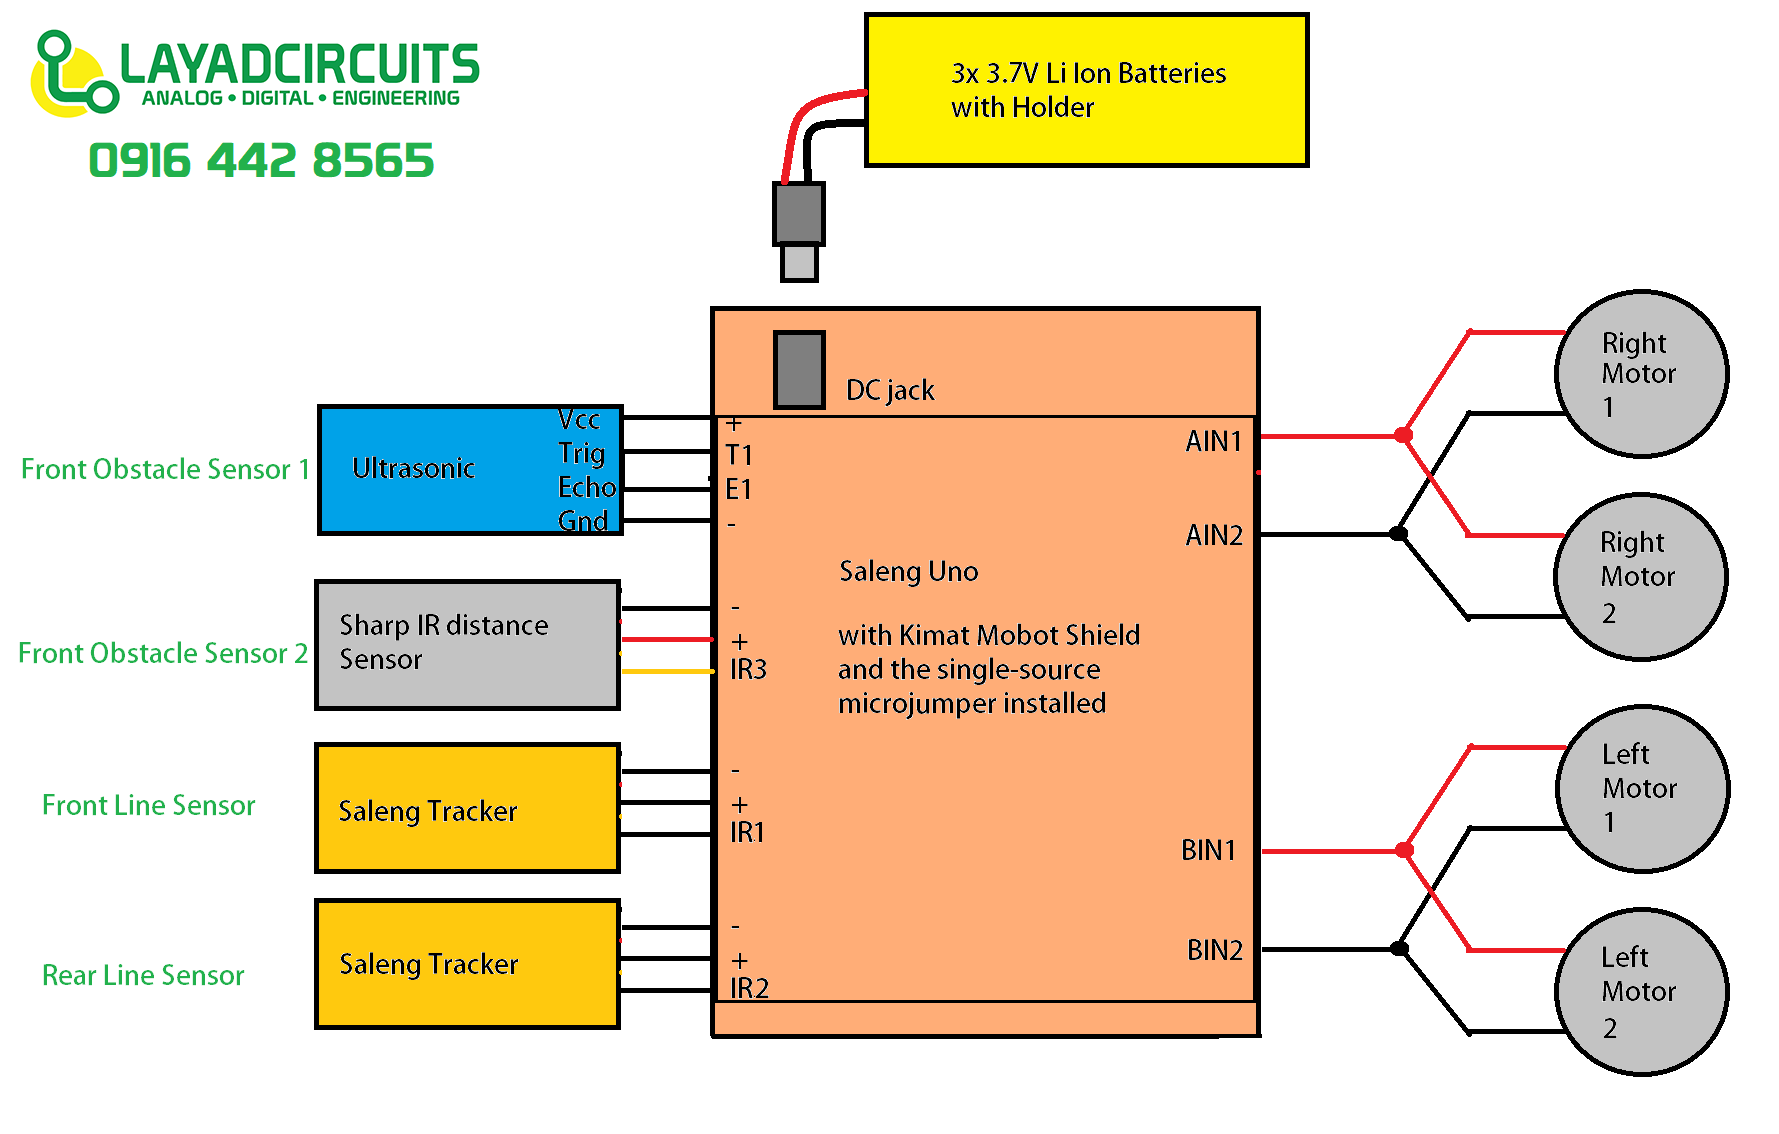 LAYADCIRCUITS
ANALOG • DIGITAL • ENGINEERING
0916 442 8565
3x 3.7V Li Ion Batteries
with Holder
DC jack
Front Obstacle Sensor 1
Ultrasonic
Vcc
Trig
Echo
Gnd
+
T1
E1
-
Front Obstacle Sensor 2
Sharp IR distance
Sensor
-
+
IR3
Front Line Sensor
Saleng Tracker
-
+
IR1
Rear Line Sensor
Saleng Tracker
-
+
IR2
Saleng Uno
with Kimat Mobot Shield
and the single-source
microjumper installed
AIN1
AIN2
BIN1
BIN2
Right
Motor
1
Right
Motor
2
Left
Motor
1
Left
Motor
2